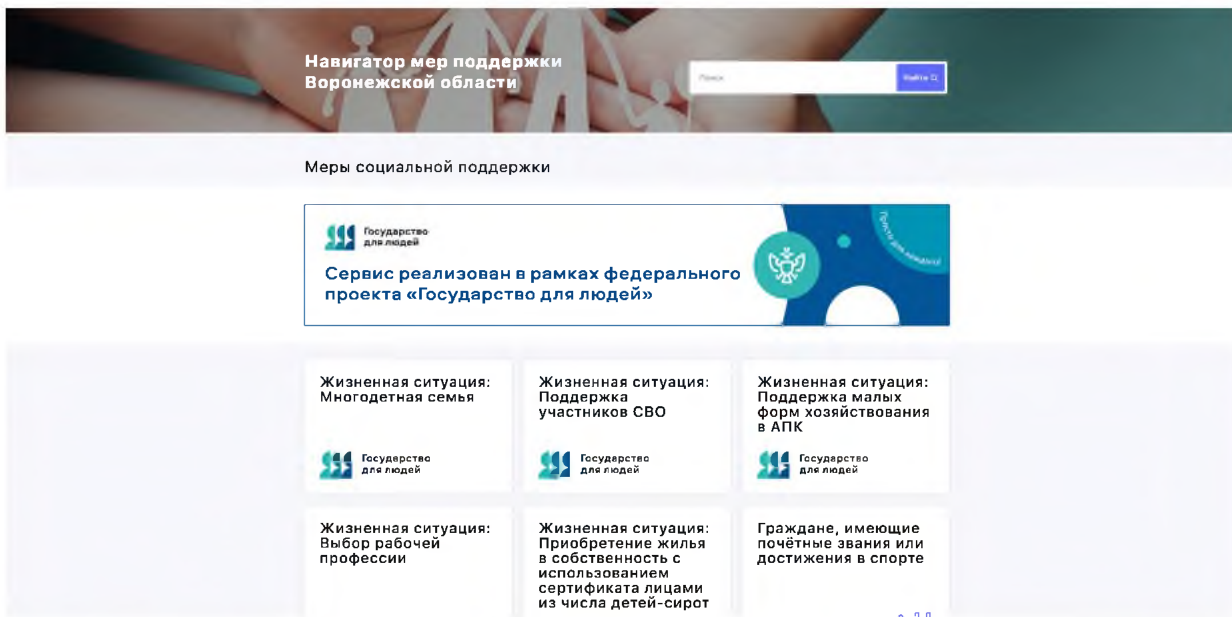 Навигатор мер поддержки
Воронежской области
Поиск
Найти
Меры социальной поддержки
Государство
для людей
Просто для каждого!
Сервис реализован в рамках федерального
проекта «Государство для людей»
Жизненная ситуация:
Многодетная семья
Государство
для людей
Жизненная ситуация:
Поддержка
участников СВО
Государство
для людей
Жизненная ситуация:
Поддержка малых
форм хозяйствования
в АПК
Государство
для людей
Жизненная ситуация:
Выбор рабочей
профессии
Жизненная ситуация:
Приобретение жилья
в собственность с
использованием
сертификата лицами
из числа детей-сирот
Граждане, имеющие
почётные звания или
достижения в спорте